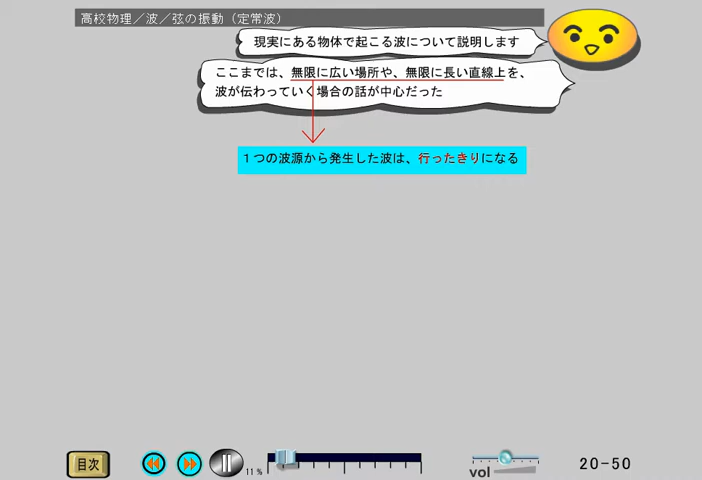 高校物理／波／弦の振動（定常波）
現実にある物体で起こる波について説明します
ここまでは、無限に広い場所や、無限に長い直線上を、
波が伝わっていく場合の話が中心だった
１つの波源から発生した波は、行ったきりになる
目次
11%
vol
20-50